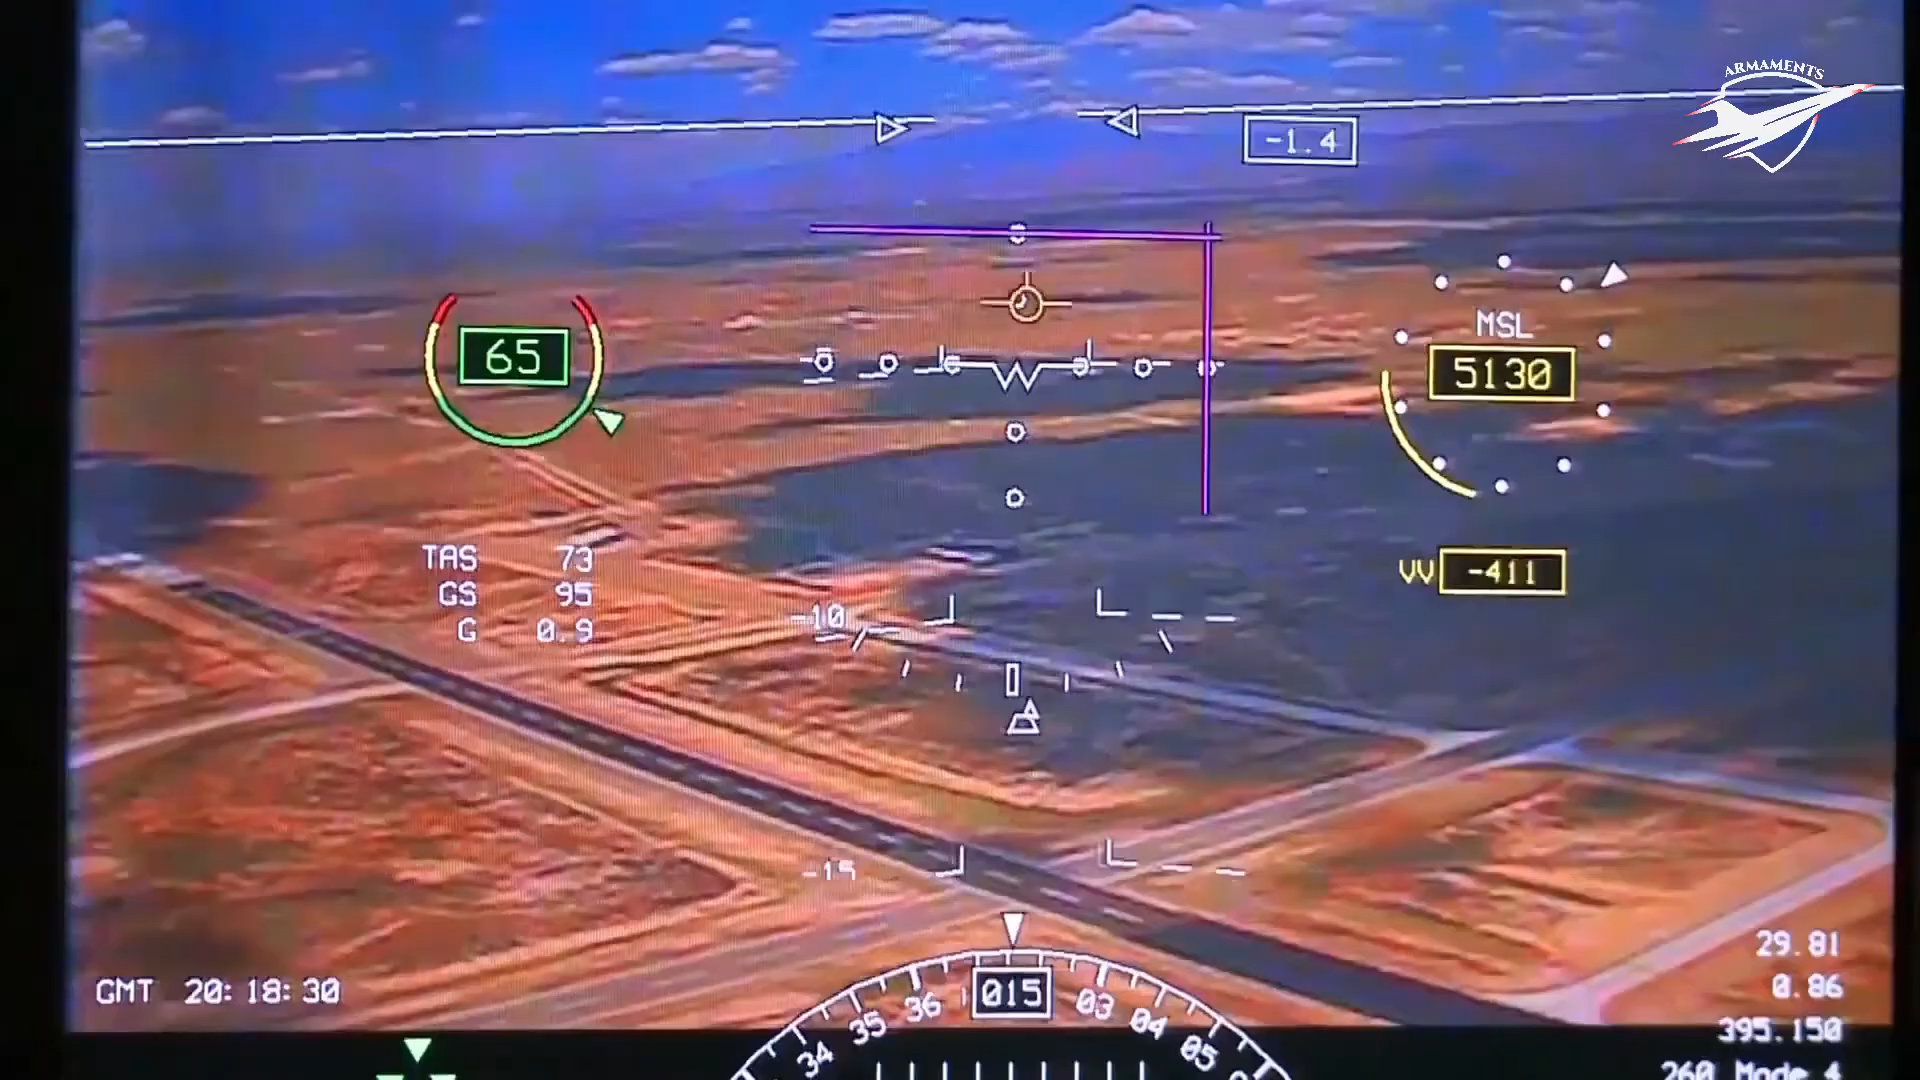 ARMAMENTS
-1.4
MSL
65
5130
TAS 73
GS 95
G 0.9
VV -411
-10
-15
GMT 20:18:30
34 35 36 015 03 04 05
29.81
0.86
395.150
260 Mode 4